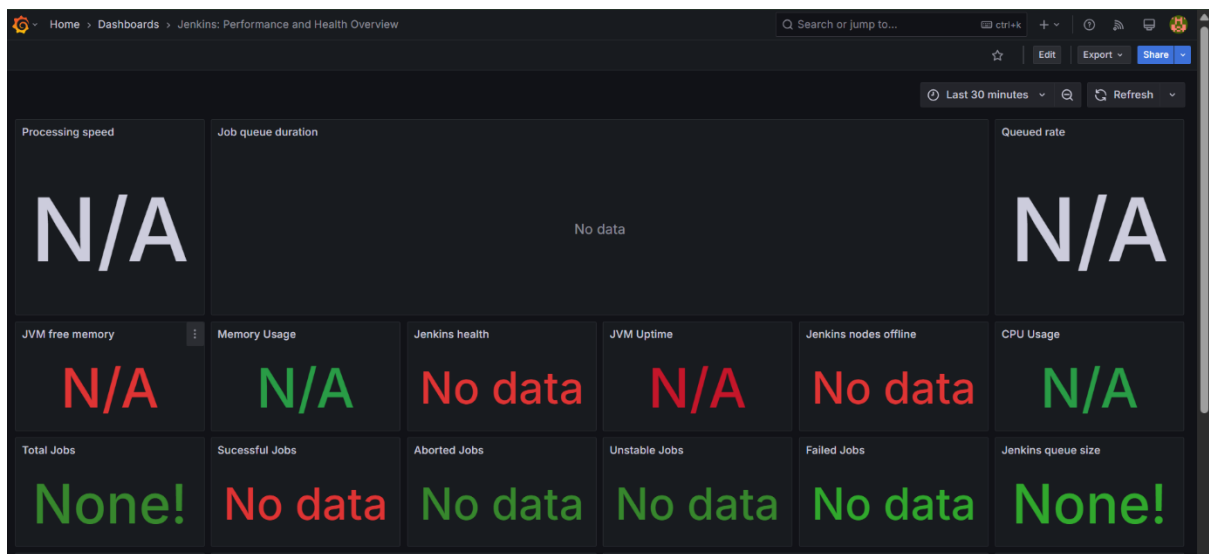 Home › Dashboards › Jenkins: Performance and Health Overview
Search or jump to... ctrl+k
Edit Export Share
Last 30 minutes Refresh
Processing speed
N/A
Job queue duration
No data
Queued rate
N/A
JVM free memory
N/A
Memory Usage
N/A
Jenkins health
No data
JVM Uptime
N/A
Jenkins nodes offline
No data
CPU Usage
N/A
Total Jobs
None!
Sucessful Jobs
No data
Aborted Jobs
No data
Unstable Jobs
No data
Failed Jobs
No data
Jenkins queue size
None!